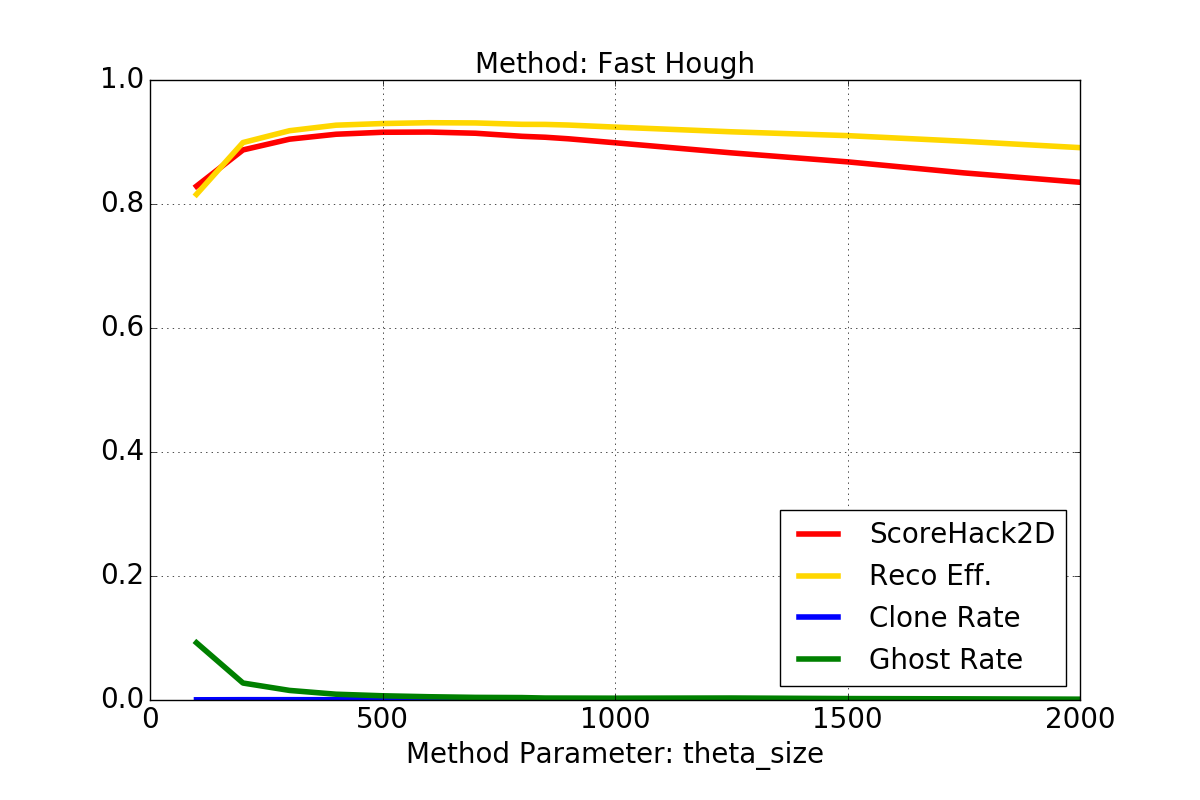 Method: Fast Hough
1.0
0.8
0.6
0.4
0.2
0.0
ScoreHack2D
Reco Eff.
Clone Rate
Ghost Rate
0 500 1000 1500 2000
Method Parameter: theta_size